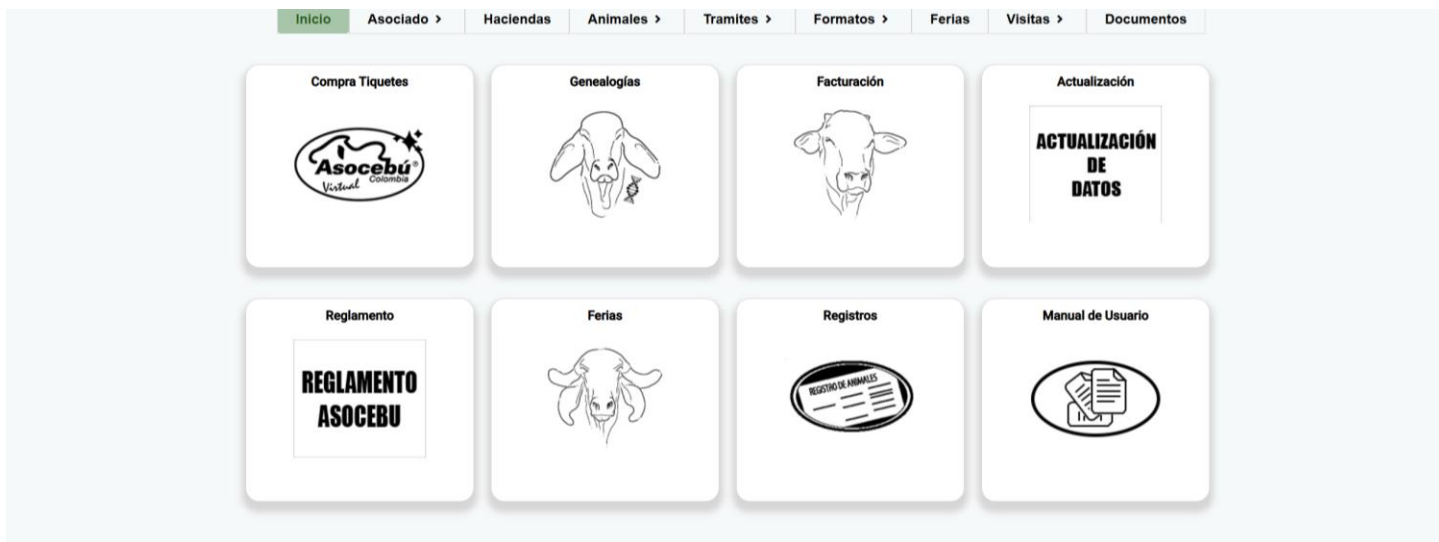 Inicio Asociado > Haciendas Animales > Tramites > Formatos > Ferias Visitas > Documentos
Compra Tiquetes Genealogías Facturación Actualización
Asocebú®
Virtual Colombia
ACTUALIZACIÓN
DE
DATOS
Reglamento Ferias Registros Manual de Usuario
REGLAMENTO
ASOCEBU
REGISTRO DE ANIMALES